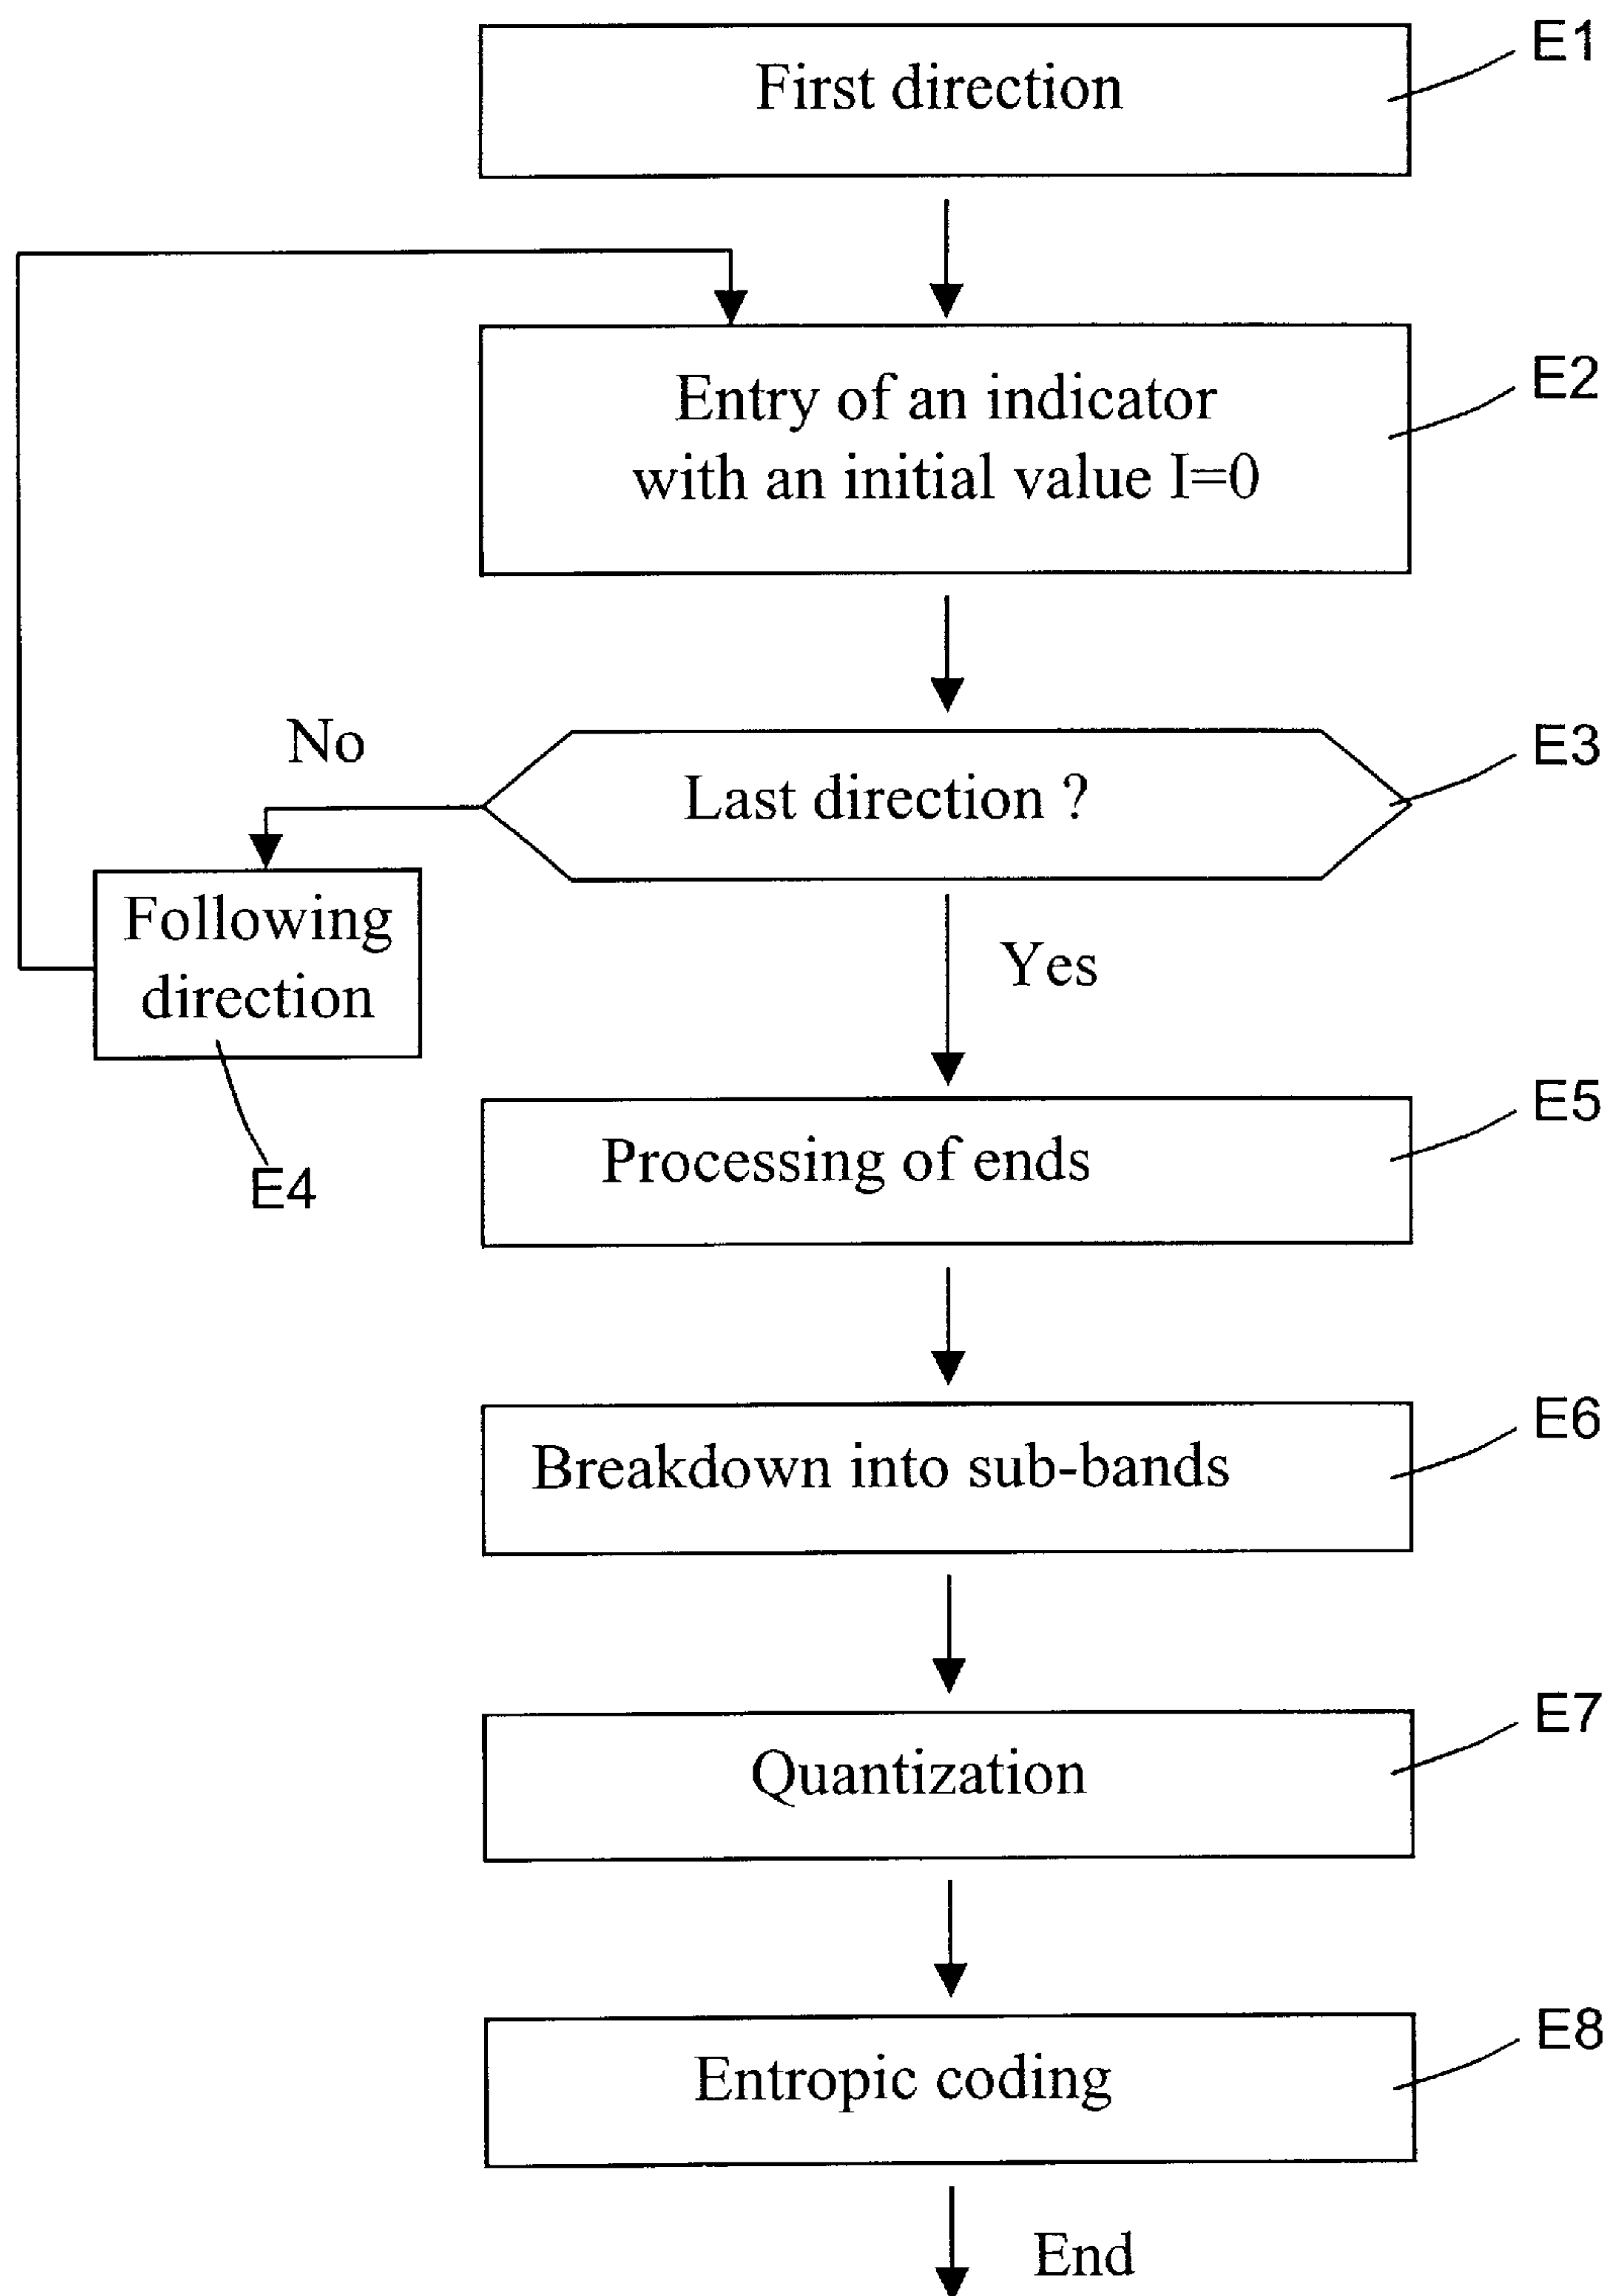 First direction
E1
Entry of an indicator
with an initial value I=0
E2
No
Last direction ?
E3
Following
direction
E4
Yes
Processing of ends
E5
Breakdown into sub-bands
E6
Quantization
E7
Entropic coding
E8
End